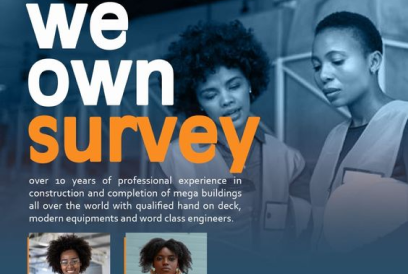 we
own
survey
over 10 years of professional experience in
construction and completion of mega buildings
all over the world with qualified hand on deck,
modern equipments and word class engineers.